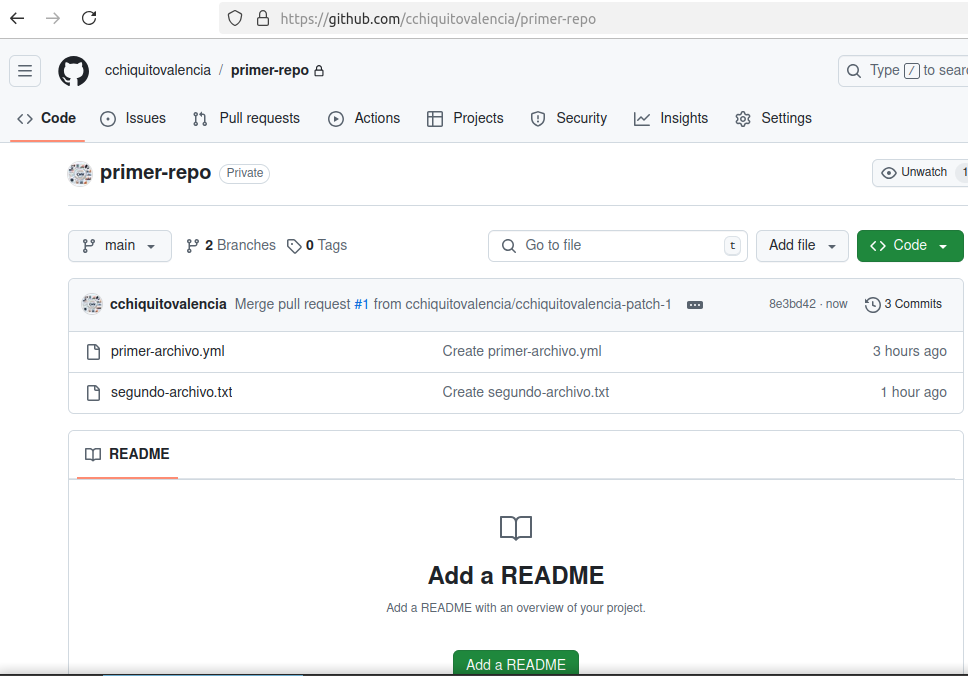 https://github.com/cchiquitovalencia/primer-repo
cchiquitovalencia / primer-repo
Type / to sear
Code Issues Pull requests Actions Projects Security Insights Settings
primer-repo Private
Unwatch 1
main 2 Branches 0 Tags Go to file t Add file Code
cchiquitovalencia Merge pull request #1 from cchiquitovalencia/cchiquitovalencia-patch-1 8e3bd42 · now 3 Commits
primer-archivo.yml Create primer-archivo.yml 3 hours ago
segundo-archivo.txt Create segundo-archivo.txt 1 hour ago
README
Add a README
Add a README with an overview of your project.
Add a README